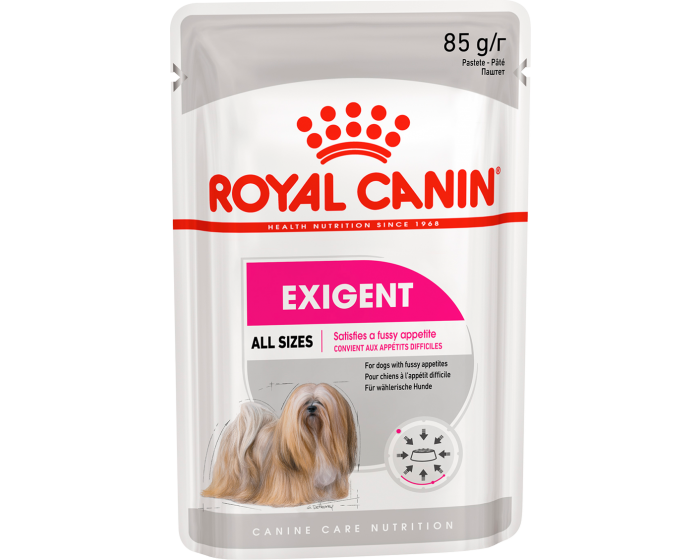 85 g/г
Pastete - Pâté
Паштет
ROYAL CANIN®
HEALTH NUTRITION SINCE 1968
EXIGENT
ALL SIZES
Satisfies a fussy appetite
CONVIENT AUX APPÉTITS DIFFICILES
For dogs with fussy appetites
Pour chiens à l'appétit difficile
Für wählerische Hunde
CANINE CARE NUTRITION